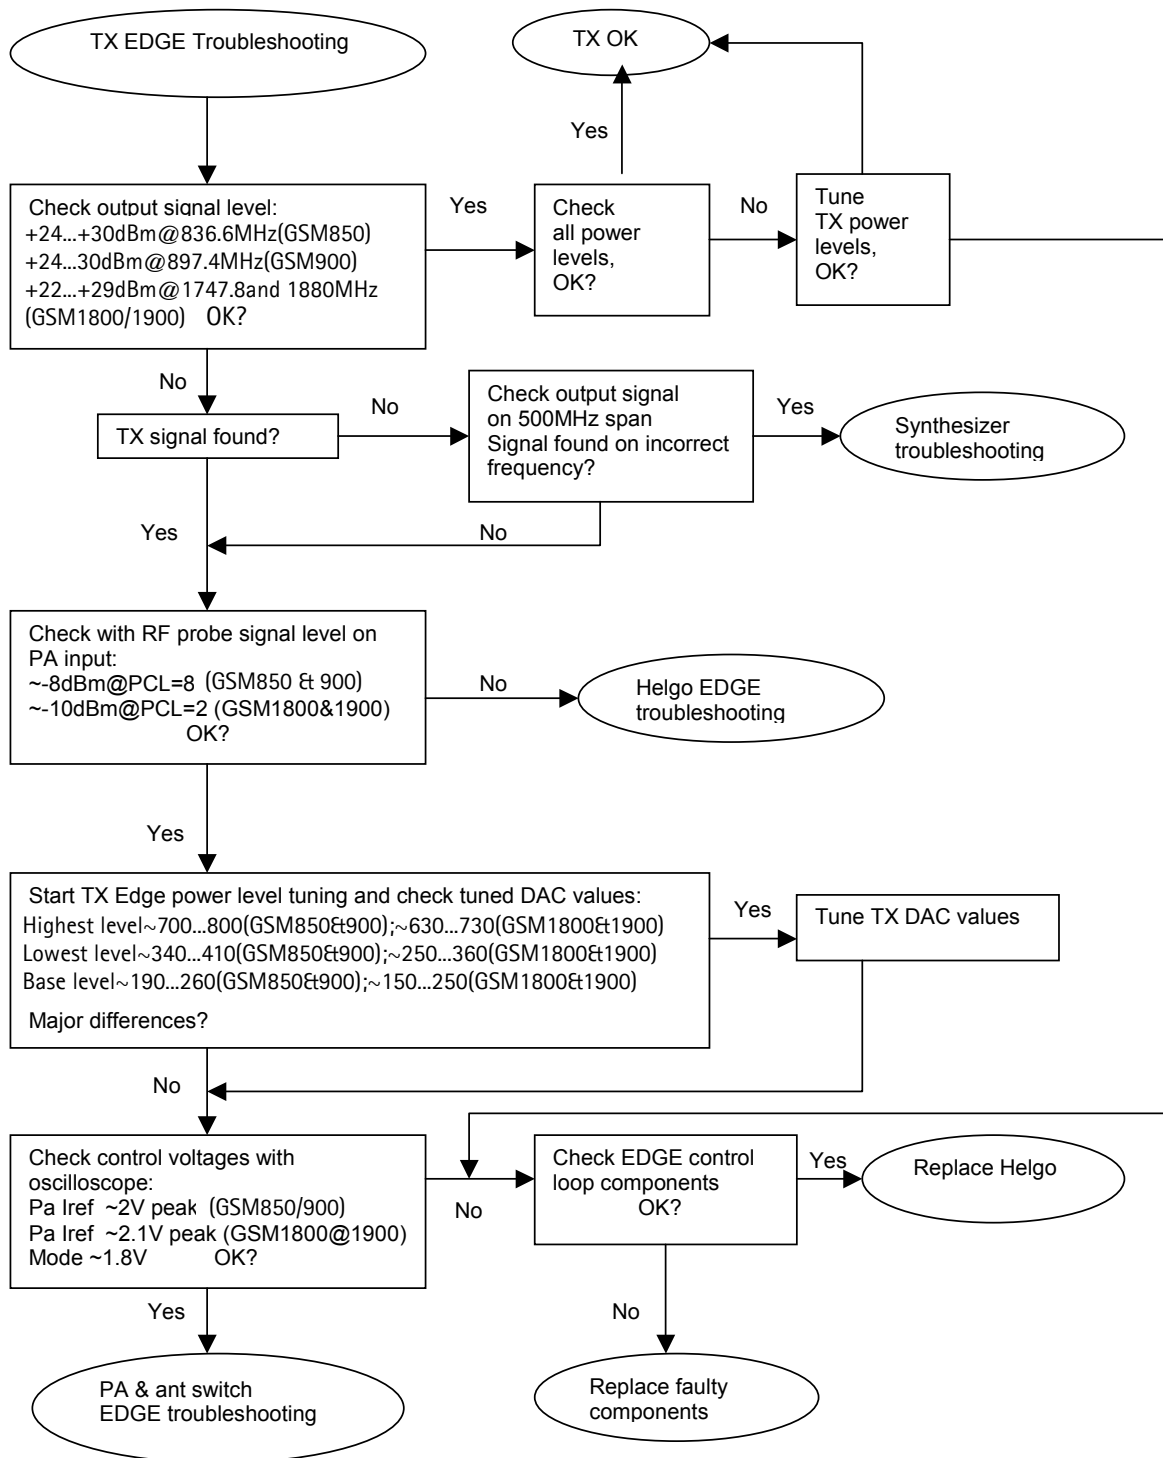 TX EDGE Troubleshooting
TX OK
Yes
Check output signal level:
+24...+30dBm@836.6MHz(GSM850)
+24...30dBm@897.4MHz(GSM900)
+22...+29dBm@1747.8and 1880MHz
(GSM1800/1900) OK?
Yes
Check
all power
levels,
OK?
No
Tune
TX power
levels,
OK?
No
TX signal found?
No
Check output signal
on 500MHz span
Signal found on incorrect
frequency?
Yes
Synthesizer
troubleshooting
Yes
No
Check with RF probe signal level on
PA input:
~-8dBm@PCL=8 (GSM850 & 900)
~-10dBm@PCL=2 (GSM1800&1900)
OK?
No
Helgo EDGE
troubleshooting
Yes
Start TX Edge power level tuning and check tuned DAC values:
Highest level~700...800(GSM850&900);~630...730(GSM1800&1900)
Lowest level~340...410(GSM850&900);~250...360(GSM1800&1900)
Base level~190...260(GSM850&900);~150...250(GSM1800&1900)
Major differences?
Yes
Tune TX DAC values
No
Check control voltages with
oscilloscope:
Pa Iref ~2V peak (GSM850/900)
Pa Iref ~2.1V peak (GSM1800@1900)
Mode ~1.8V OK?
No
Check EDGE control
loop components
OK?
Yes
Replace Helgo
Yes
No
PA & ant switch
EDGE troubleshooting
Replace faulty
components